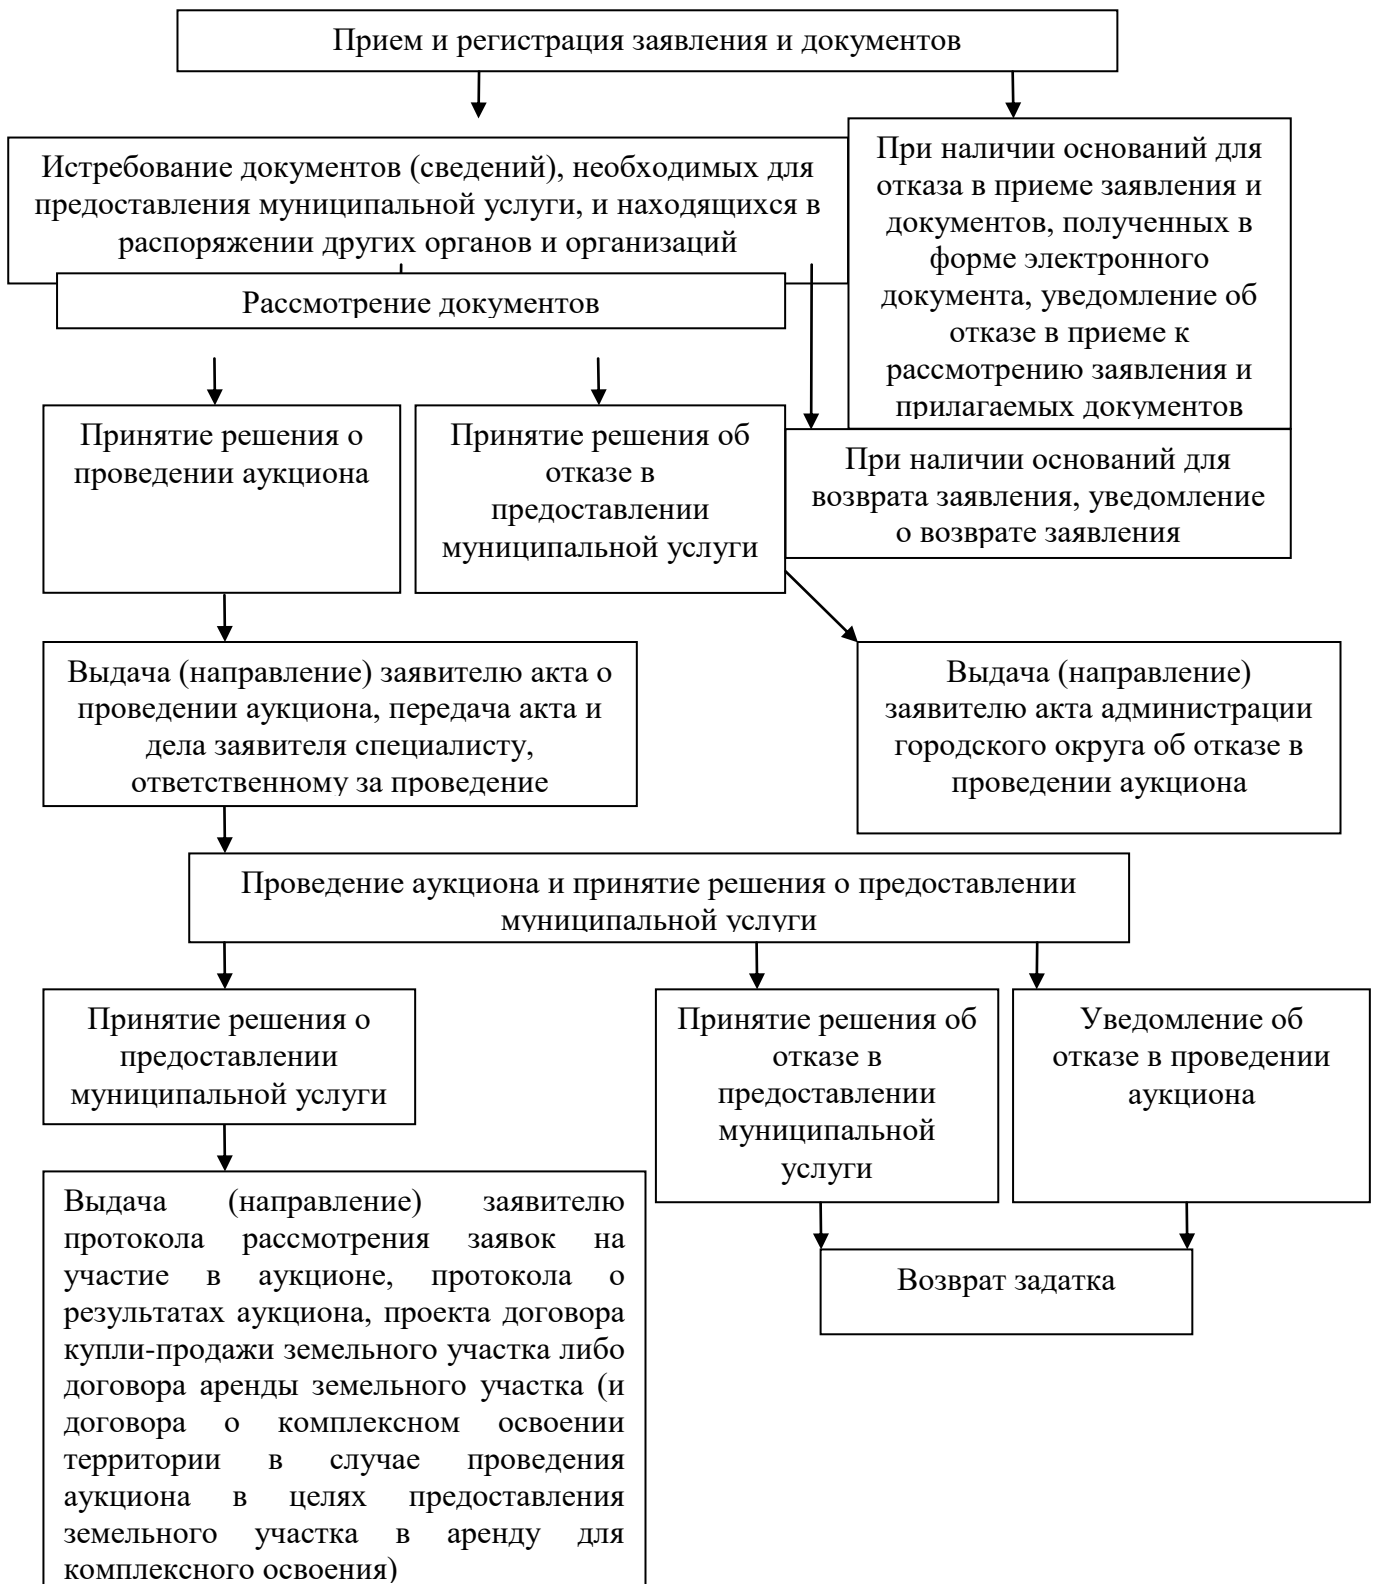 Прием и регистрация заявления и документов
Истребование документов (сведений), необходимых для
предоставления муниципальной услуги, и находящихся в
распоряжении других органов и организаций
При наличии оснований для
отказа в приеме заявления и
документов, полученных в
форме электронного
документа, уведомление об
отказе в приеме к
рассмотрению заявления и
прилагаемых документов
Рассмотрение документов
Принятие решения о
проведении аукциона
Принятие решения об
отказе в
предоставлении
муниципальной услуги
При наличии оснований для
возврата заявления, уведомление
о возврате заявления
Выдача (направление) заявителю акта о
проведении аукциона, передача акта и
дела заявителя специалисту,
ответственному за проведение
Выдача (направление)
заявителю акта администрации
городского округа об отказе в
проведении аукциона
Проведение аукциона и принятие решения о предоставлении
муниципальной услуги
Принятие решения о
предоставлении
муниципальной услуги
Принятие решения об
отказе в
предоставлении
муниципальной
услуги
Уведомление об
отказе в проведении
аукциона
Выдача (направление) заявителю
протокола рассмотрения заявок на
участие в аукционе, протокола о
результатах аукциона, проекта договора
купли-продажи земельного участка либо
договора аренды земельного участка (и
договора о комплексном освоении
территории в случае проведения
аукциона в целях предоставления
земельного участка в аренду для
комплексного освоения)
Возврат задатка